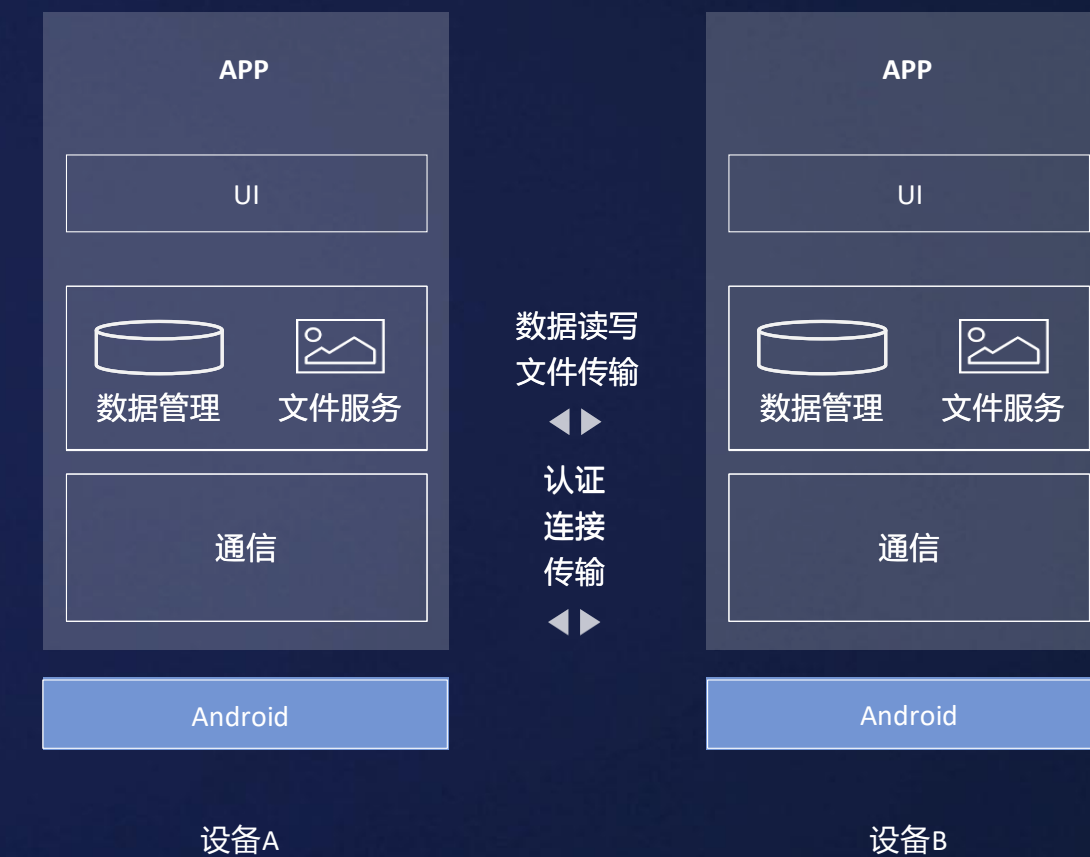 APP
UI
数据管理
文件服务
通信
Android
设备A
数据读写
文件传输
认证
连接
传输
APP
UI
数据管理
文件服务
通信
Android
设备B